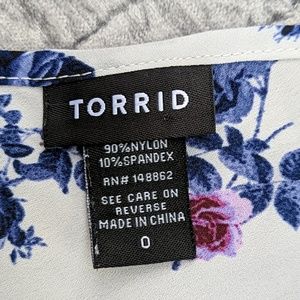 TORRID
90%NYLON
10%SPANDEX
RN# 148862
SEE CARE ON
REVERSE
MADE IN CHINA
0